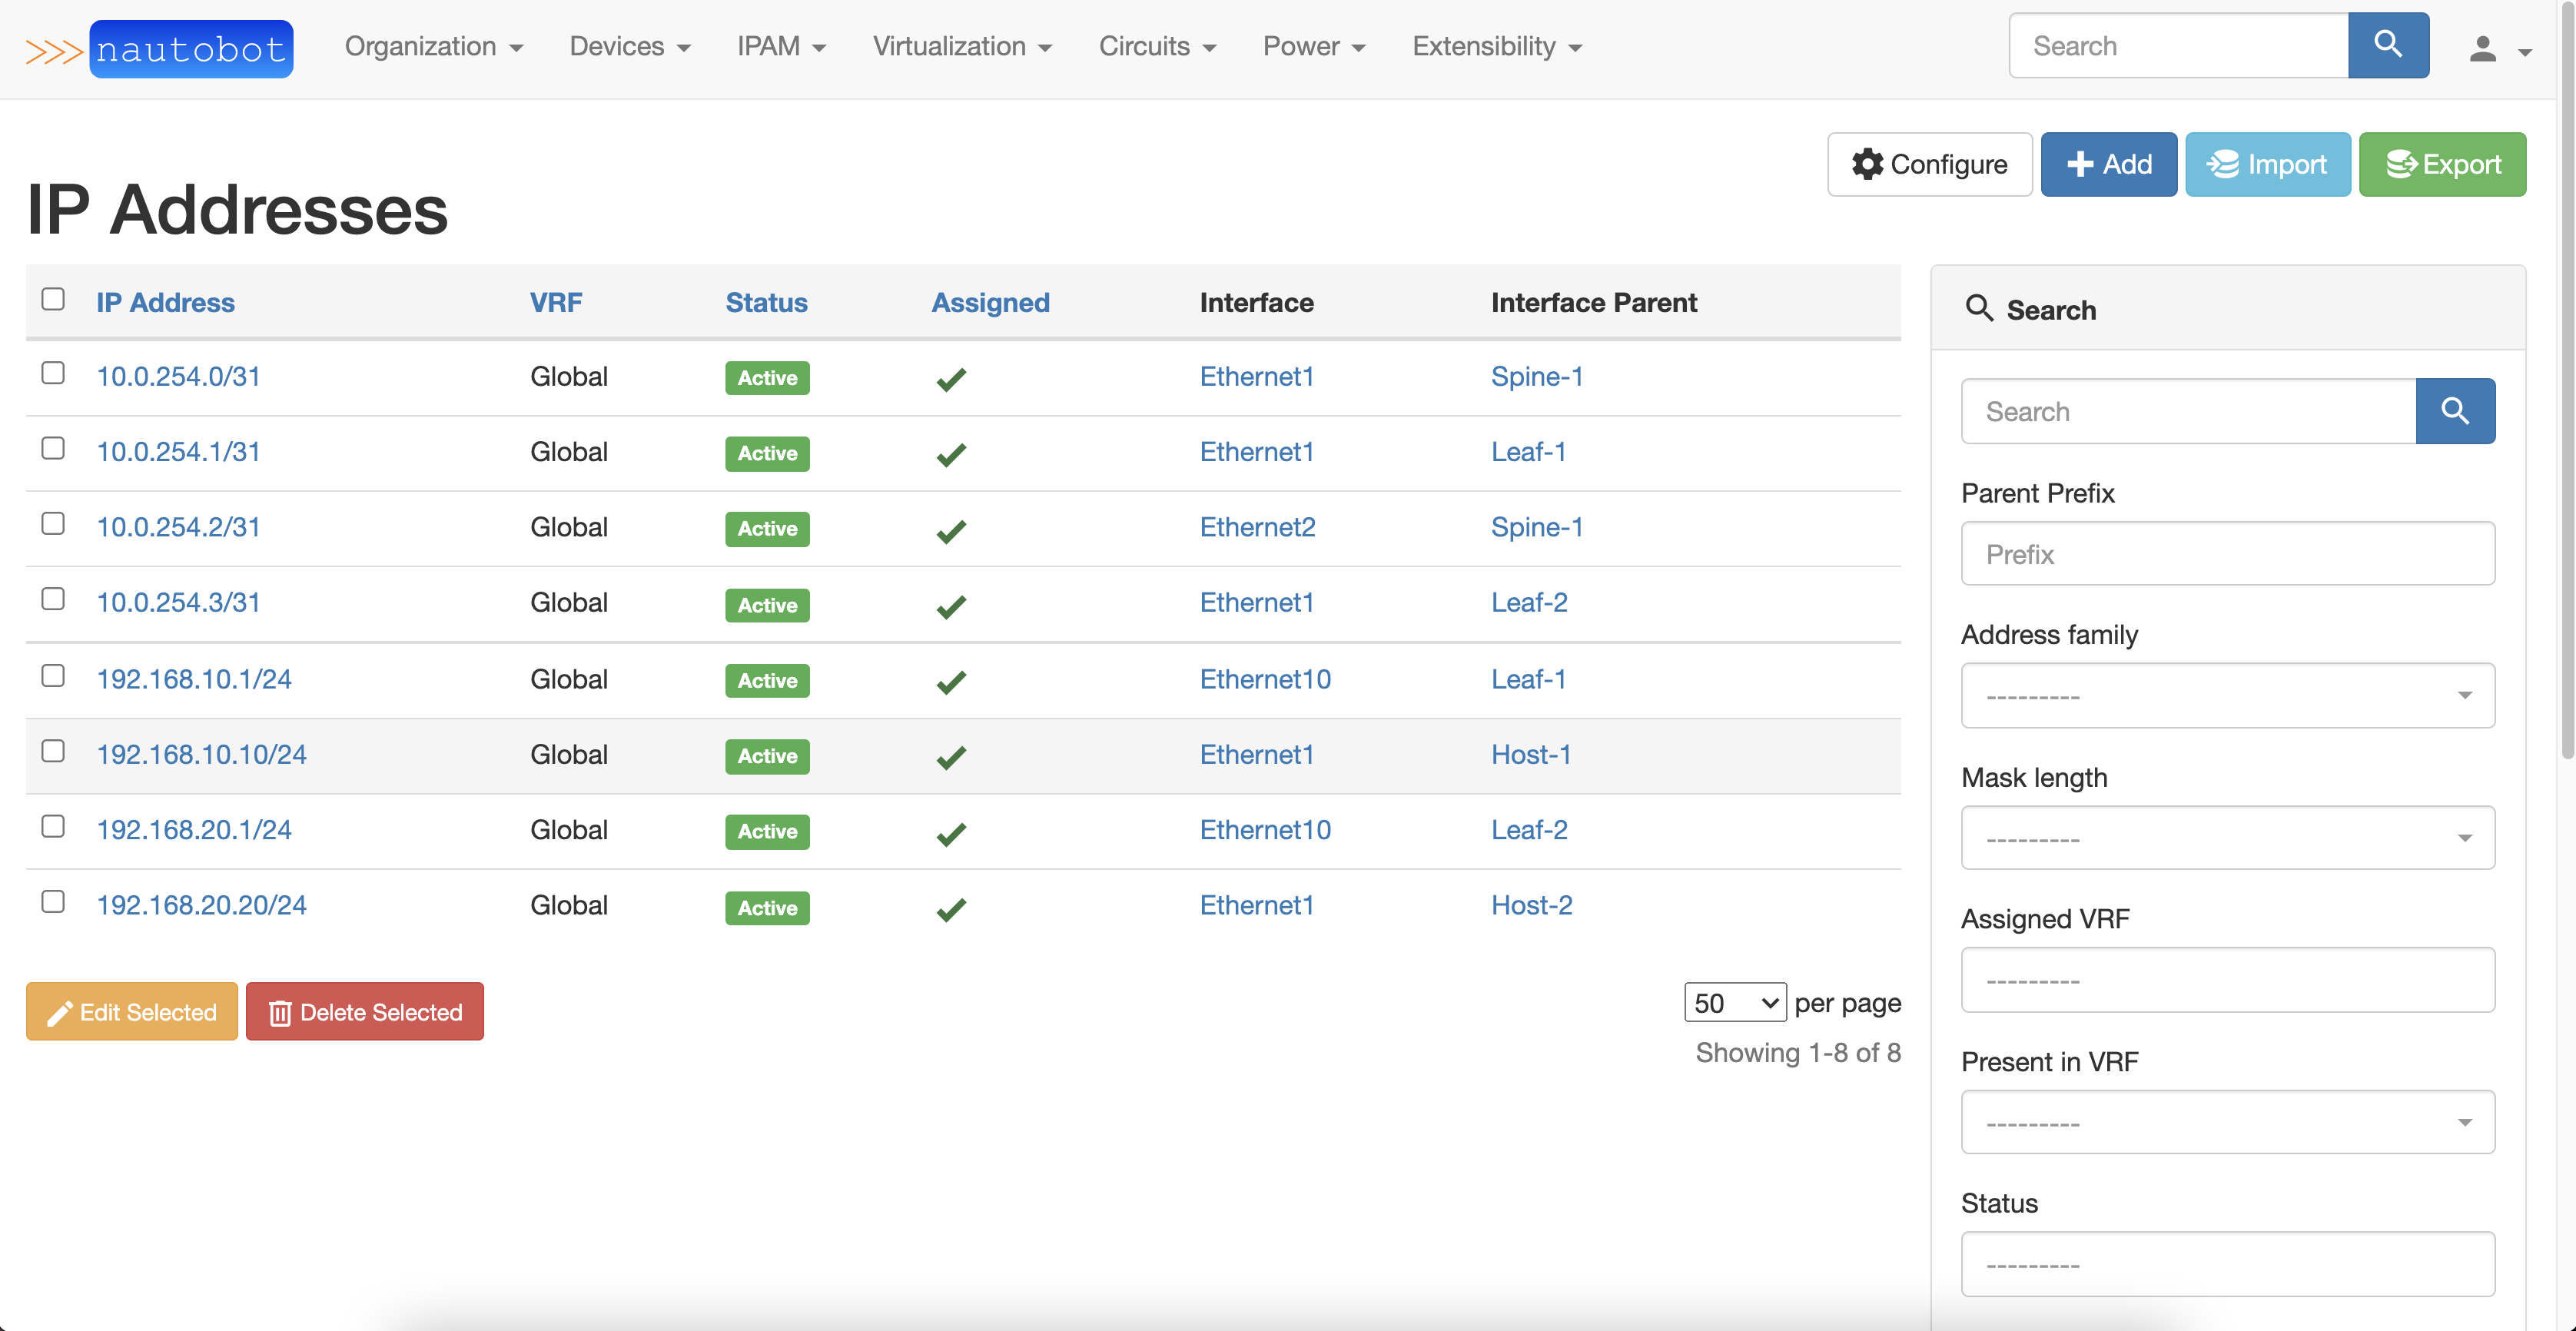 >>> nautobot Organization Devices IPAM Virtualization Circuits Power Extensibility Search
Configure Add Import Export
IP Addresses
IP Address VRF Status Assigned Interface Interface Parent
10.0.254.0/31 Global Active Ethernet1 Spine-1
10.0.254.1/31 Global Active Ethernet1 Leaf-1
10.0.254.2/31 Global Active Ethernet2 Spine-1
10.0.254.3/31 Global Active Ethernet1 Leaf-2
192.168.10.1/24 Global Active Ethernet10 Leaf-1
192.168.10.10/24 Global Active Ethernet1 Host-1
192.168.20.1/24 Global Active Ethernet10 Leaf-2
192.168.20.20/24 Global Active Ethernet1 Host-2
Edit Selected Delete Selected
50 per page
Showing 1-8 of 8
Search
Search
Parent Prefix
Prefix
Address family
---------
Mask length
---------
Assigned VRF
---------
Present in VRF
---------
Status
---------